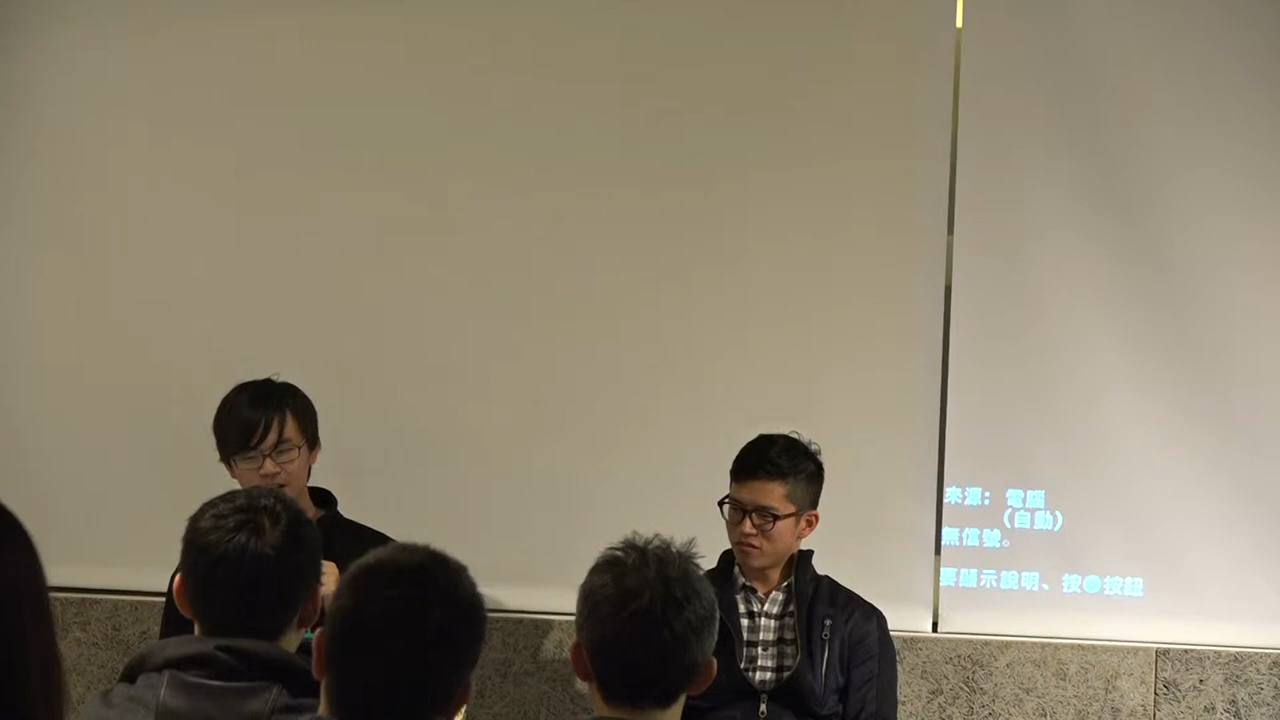 來源: 電腦
(自動)
無信號。
要顯示說明、按●按鈕